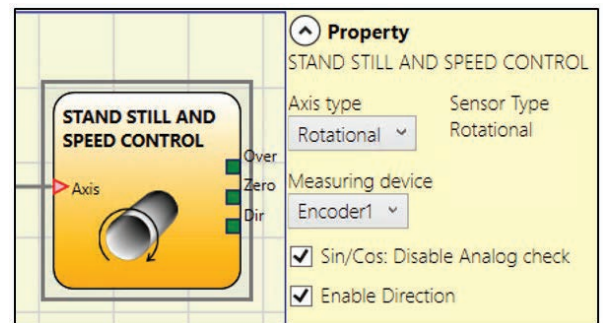 STAND STILL AND
SPEED CONTROL
Axis
Over
Zero
Dir
Property
STAND STILL AND SPEED CONTROL
Axis type Sensor Type
Rotational Rotational
Measuring device
Encoder1
Sin/Cos: Disable Analog check
Enable Direction